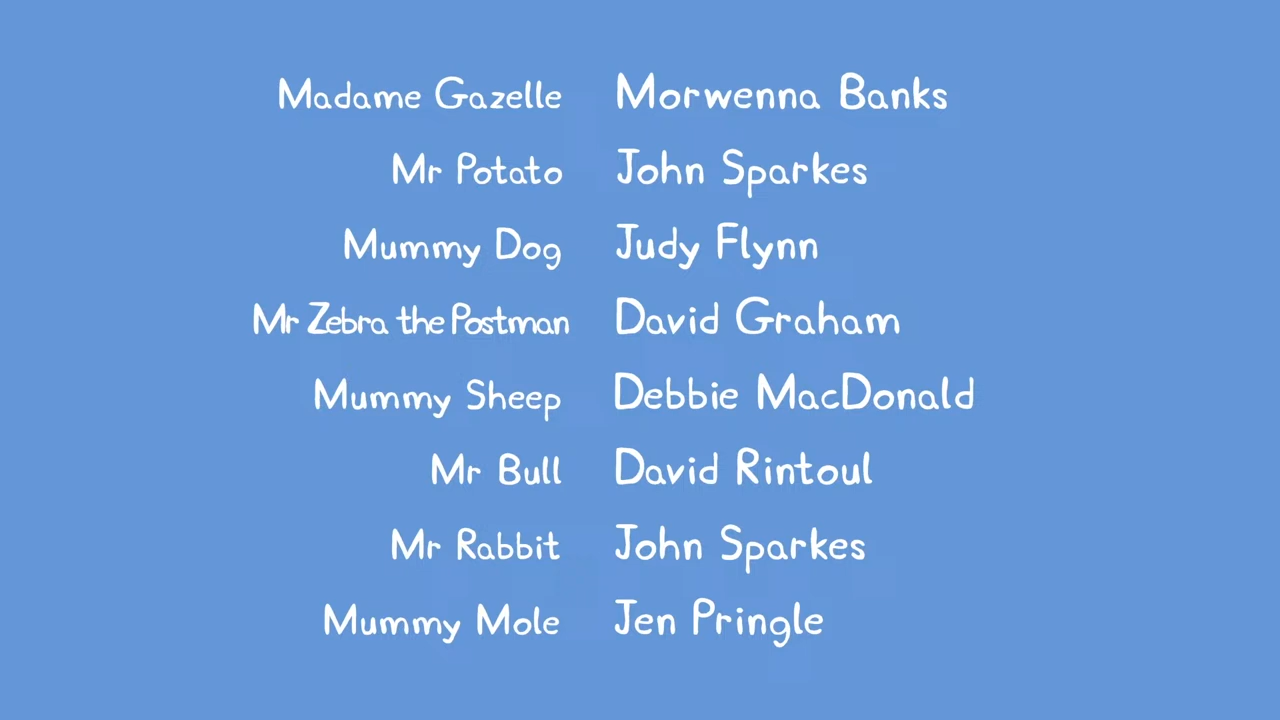 Madame Gazelle Morwenna Banks
Mr Potato John Sparkes
Mummy Dog Judy Flynn
Mr Zebra the Postman David Graham
Mummy Sheep Debbie MacDonald
Mr Bull David Rintoul
Mr Rabbit John Sparkes
Mummy Mole Jen Pringle